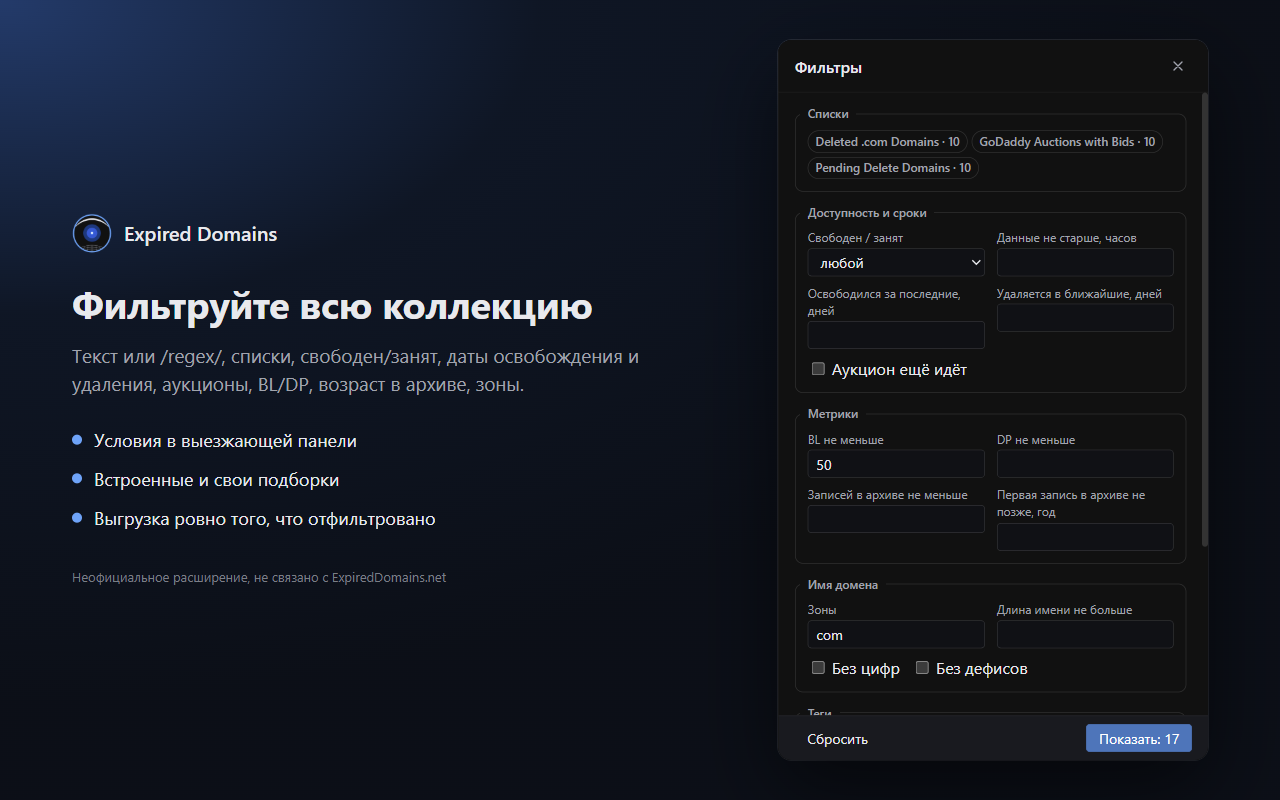 Expired Domains
Фильтруйте всю коллекцию
Текст или /regex/, списки, свободен/занят, даты освобождения и
удаления, аукционы, BL/DP, возраст в архиве, зоны.
Условия в выезжающей панели
Встроенные и свои подборки
Выгрузка ровно того, что отфильтровано
Неофициальное расширение, не связано с ExpiredDomains.net
Фильтры
Списки
Deleted .com Domains · 10
GoDaddy Auctions with Bids · 10
Pending Delete Domains · 10
Доступность и сроки
Свободен / занят
Данные не старше, часов
любой
Освободился за последние,
дней
Удаляется в ближайшие, дней
Аукцион ещё идёт
Метрики
BL не меньше
DP не меньше
50
Записей в архиве не меньше
Первая запись в архиве не
позже, год
Имя домена
Зоны
Длина имени не больше
com
Без цифр
Без дефисов
Теги
Сбросить
Показать: 17